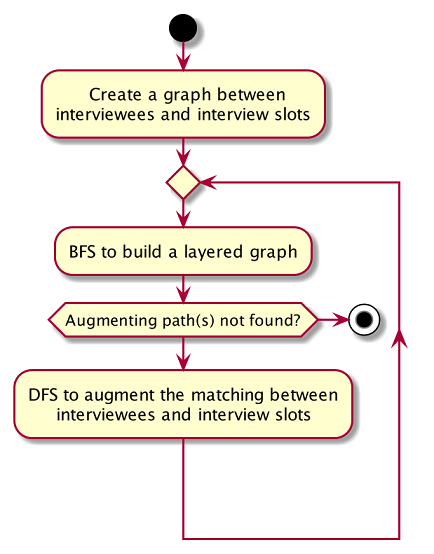 Create a graph between
interviewees and interview slots
BFS to build a layered graph
Augmenting path(s) not found?
DFS to augment the matching between
interviewees and interview slots